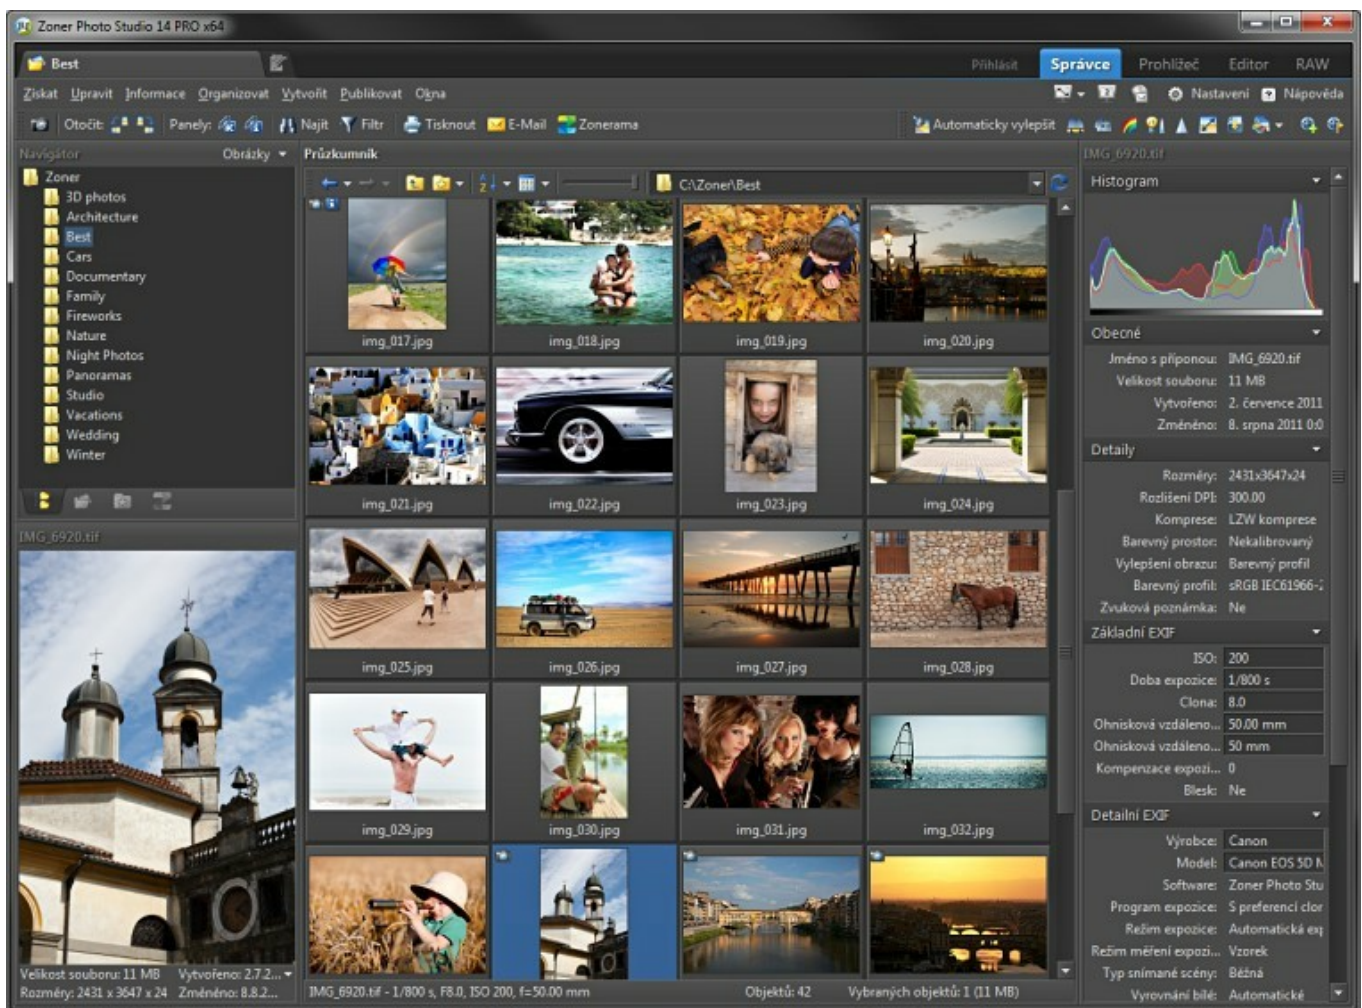 Zoner Photo Studio 14 PRO x64
Best
Přihlásit Správce Prohlížeč Editor RAW
Získat Upravit Informace Organizovat Vytvořit Publikovat Okna
Nastavení Nápověda
Otočit: Panely: Najít Filtr Tisknout E-Mail Zonerama
Automaticky vylepšit
Navigátor Obrázky
Zoner
3D photos
Architecture
Best
Cars
Documentary
Family
Fireworks
Nature
Night Photos
Panoramas
Studio
Vacations
Wedding
Winter
IMG_6920.tif
Velikost souboru: 11 MB Vytvořeno: 2.7.2...
Rozměry: 2431 x 3647 x 24 Změněno: 8.8.2...
Průzkumník
C:\Zoner\Best
img_017.jpg img_018.jpg img_019.jpg img_020.jpg
img_021.jpg img_022.jpg img_023.jpg img_024.jpg
img_025.jpg img_026.jpg img_027.jpg img_028.jpg
img_029.jpg img_030.jpg img_031.jpg img_032.jpg
IMG_6920.tif - 1/800 s, F8.0, ISO 200, f=50.00 mm
Objektů: 42 Vybraných objektů: 1 (11 MB)
IMG_6920.tif
Histogram
Obecné
Jméno s příponou: IMG_6920.tif
Velikost souboru: 11 MB
Vytvořeno: 2. července 2011
Změněno: 8. srpna 2011 0:0
Detaily
Rozměry: 2431x3647x24
Rozlišení DPI: 300.00
Komprese: LZW komprese
Barevný prostor: Nekalibrovaný
Vylepšení obrazu: Barevný profil
Barevný profil: sRGB IEC61966-2
Zvuková poznámka: Ne
Základní EXIF
ISO: 200
Doba expozice: 1/800 s
Clona: 8.0
Ohnisková vzdáleno... 50.00 mm
Ohnisková vzdáleno... 50 mm
Kompenzace expozi... 0
Blesk: Ne
Detailní EXIF
Výrobce: Canon
Model: Canon EOS 5D
Software: Zoner Photo Stu
Program expozice: S preferencí clon
Režim expozice: Automatická exp
Režim měření expozi... Vzorek
Typ snímané scény: Běžná
Vyrovnání bílé: Automatické